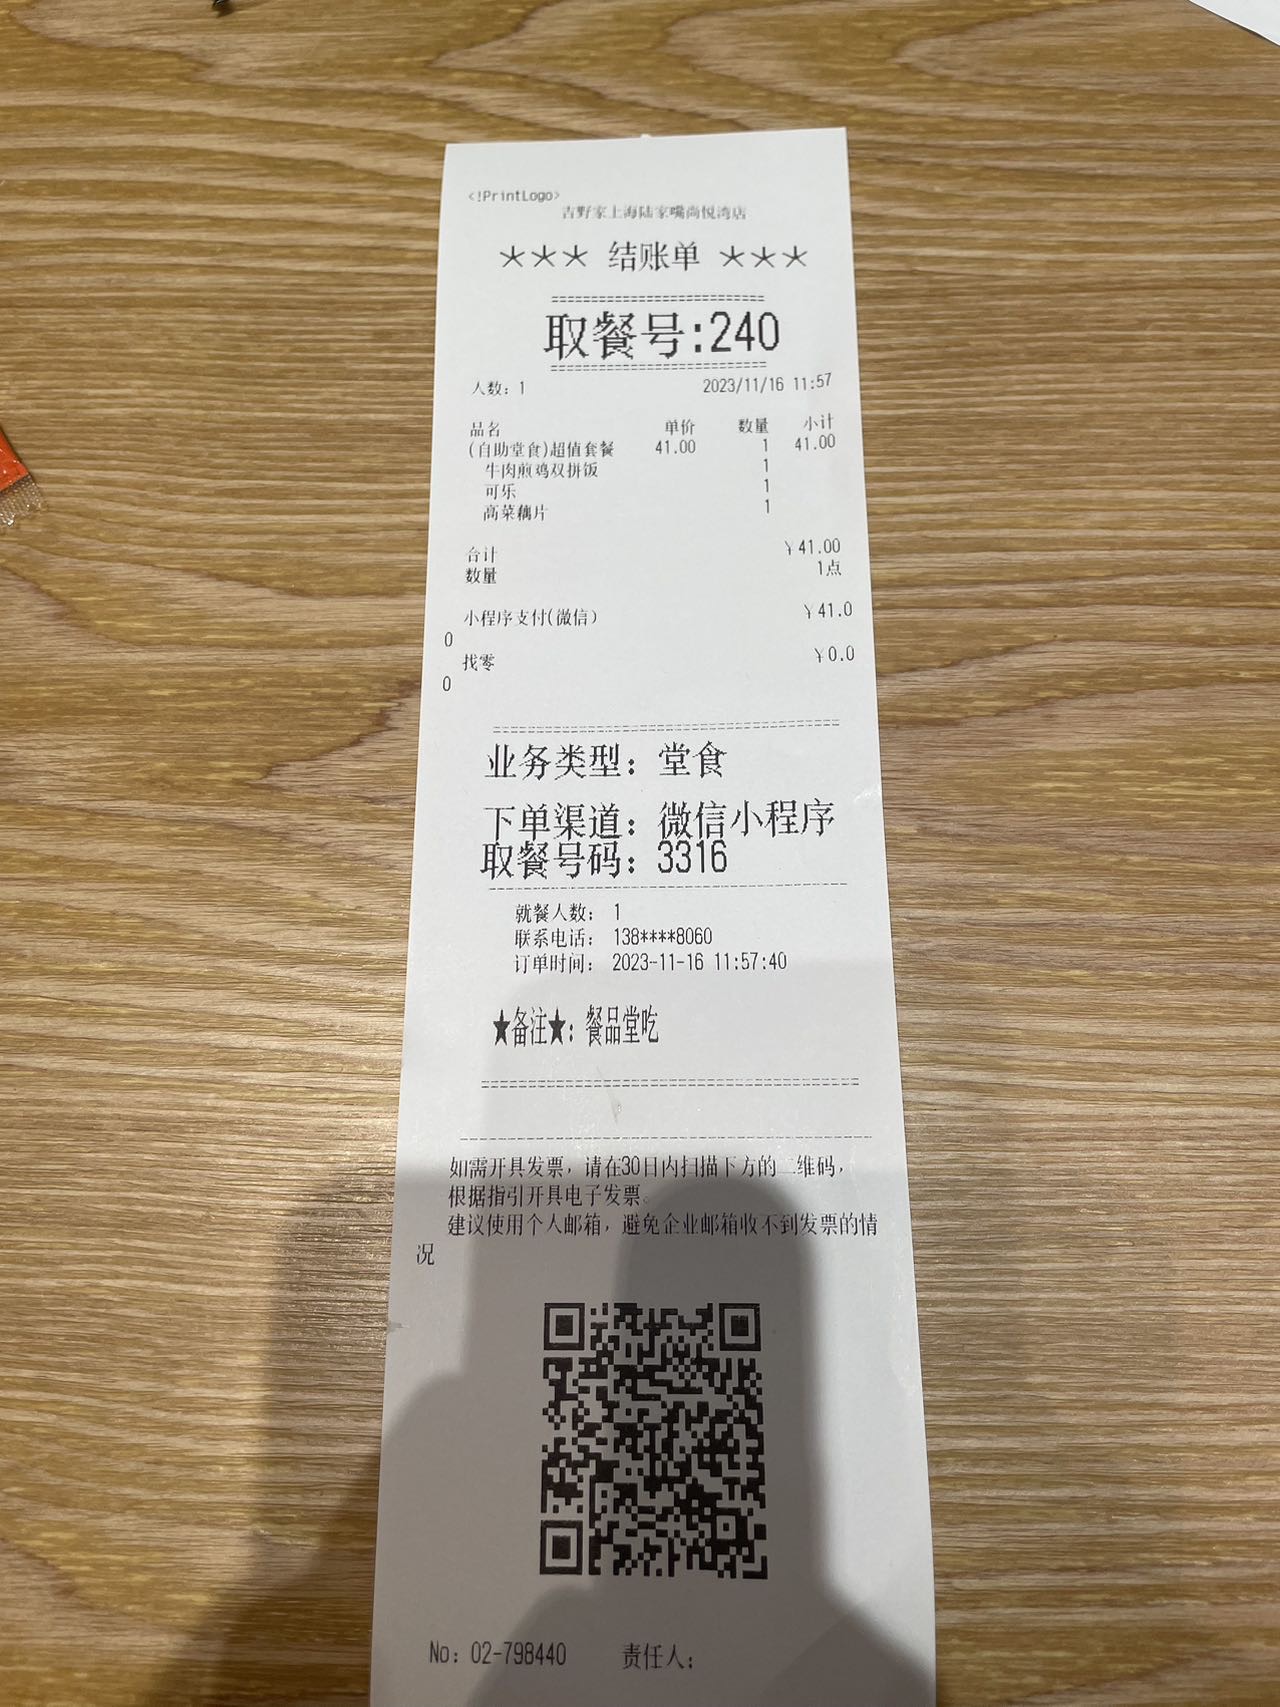 <!PrintLogo>
吉野家上海陆家嘴尚悦湾店
*** 结账单 ***
取餐号:240
人数: 1 2023/11/16 11:57
品名 单价 数量 小计
(自助堂食)超值套餐 41.00 1 41.00
牛肉煎鸡双拼饭 1
可乐 1
高菜藕片 1
合计 ¥41.00
数量 1点
小程序支付(微信) ¥41.0
0
找零 ¥0.0
0
业务类型: 堂食
下单渠道: 微信小程序
取餐号码: 3316
就餐人数: 1
联系电话: 138****8060
订单时间: 2023-11-16 11:57:40
★备注★: 餐品堂吃
如需开具发票，请在30日内扫描下方的二维码，
根据指引开具电子发票。
建议使用个人邮箱，避免企业邮箱收不到发票的情
况
No: 02-798440 责任人: